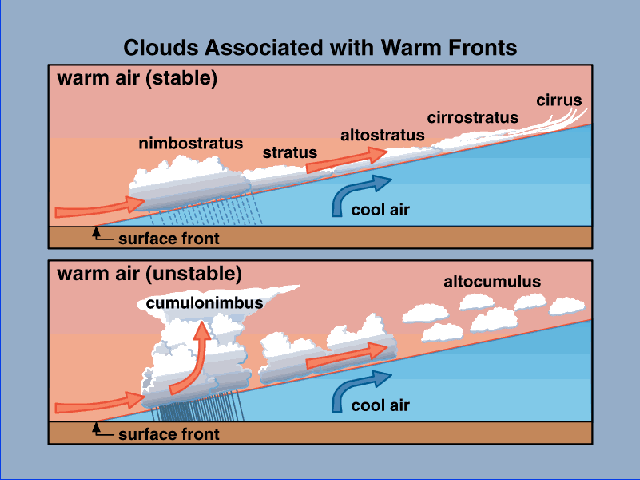 Clouds Associated with Warm Fronts
warm air (stable)
cirrus
cirrostratus
altostratus
nimbostratus
stratus
cool air
surface front
warm air (unstable)
altocumulus
cumulonimbus
cool air
surface front